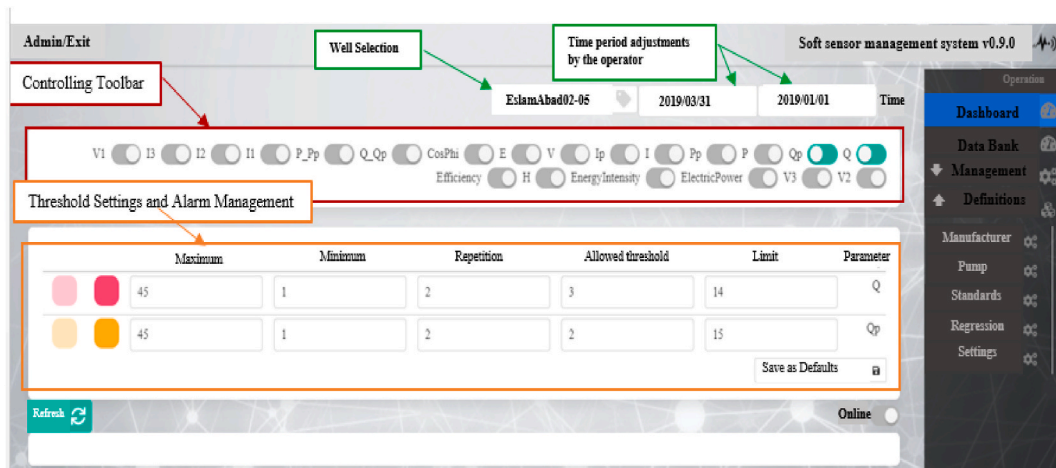 Admin/Exit
Well Selection
Time period adjustments
by the operator
Soft sensor management system v0.9.0
Controlling Toolbar
Operation
EslamAbad02-05
2019/03/31
2019/01/01
Time
Dashboard
V1 I3 I2 I1 P_Pp Q_Qp CosPhi E V Ip I Pp P Qp Q
Data Bank
Efficiency H EnergyIntensity ElectricPower V3 V2
Management
Threshold Settings and Alarm Management
Definitions
Manufacturer
Maximum Minimum Repetition Allowed threshold Limit Parameter
Pump
45 1 2 3 14 Q
Standards
45 1 2 2 15 Qp
Regression
Settings
Save as Defaults
Refresh
Online